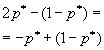 2p* − (1 − p*) =
= −p* + (1 − p*)